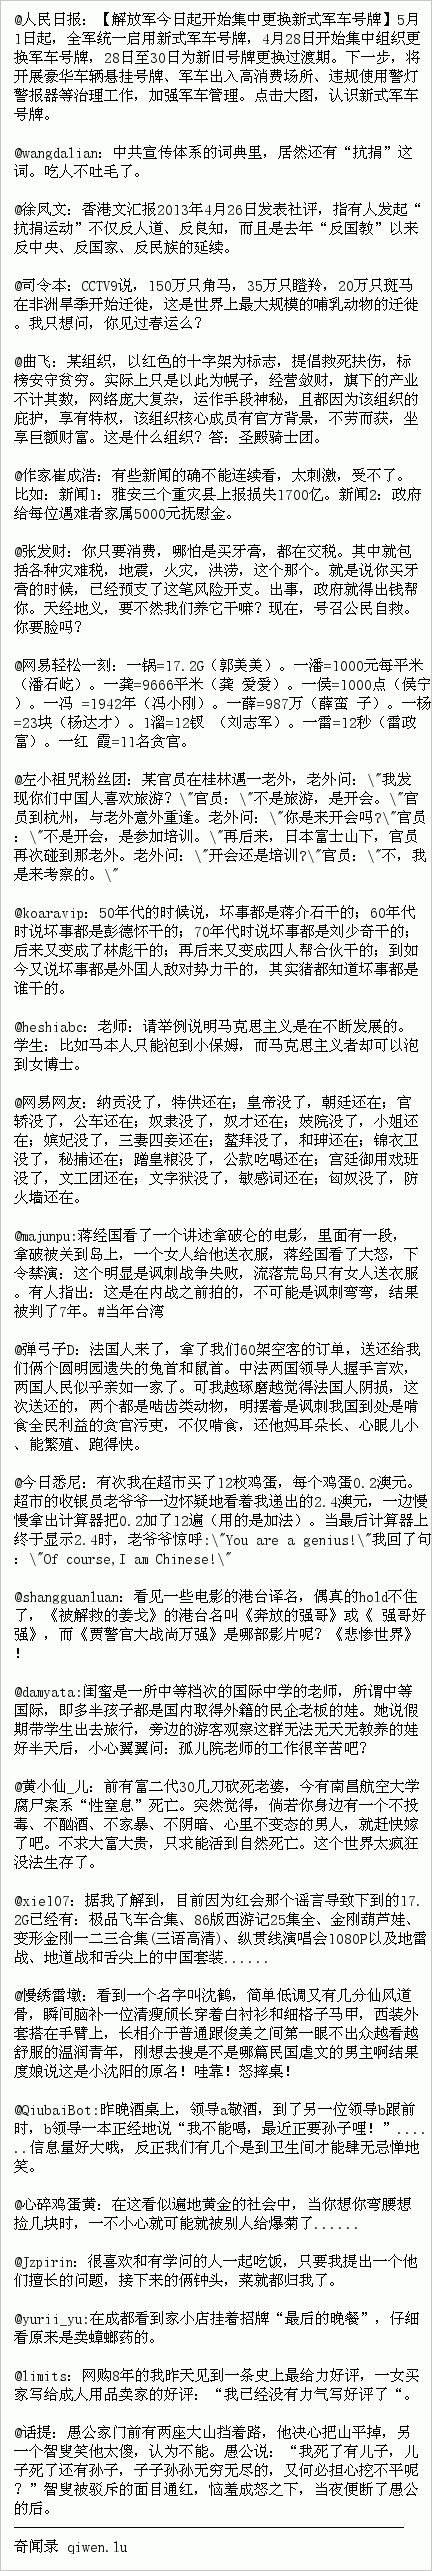 @人民日报：【解放军今日起开始集中更换新式军车号牌】5月
1日起，全军统一启用新式军车号牌，4月28日开始集中组织更
换军车号牌，28日至30日为新旧号牌更换过渡期。下一步，将
开展豪华车辆悬挂号牌、军车出入高消费场所、违规使用警灯
警报器等治理工作，加强军车管理。点击大图，认识新式军车
号牌。
@wangdalian：中共宣传体系的词典里，居然还有“抗捐”这
词。吃人不吐毛了。
@徐凤文：香港文汇报2013年4月26日发表社评，指有人发起“
抗捐运动”不仅反人道、反良知，而且是去年“反国教”以来
反中央、反国家、反民族的延续。
@司令本：CCTV9说，150万只角马，35万只瞪羚，20万只斑马
在非洲旱季开始迁徙，这是世界上最大规模的哺乳动物的迁徙
。我只想问，你见过春运么？
@曲飞：某组织，以红色的十字架为标志，提倡救死扶伤，标
榜安守贫穷。实际上只是以此为幌子，经营敛财，旗下的产业
不计其数，网络庞大复杂，运作手段神秘，且都因为该组织的
庇护，享有特权，该组织核心成员有官方背景，不劳而获，坐
享巨额财富。这是什么组织？答：圣殿骑士团。
@作家崔成浩：有些新闻的确不能连续看，太刺激，受不了。
比如：新闻1：雅安三个重灾县上报损失1700亿。新闻2：政府
给每位遇难者家属5000元抚慰金。
@张发财：你只要消费，哪怕是买牙膏，都在交税。其中就包
括各种灾难税，地震，火灾，洪涝，这个那个。就是说你买牙
膏的时候，已经预支了这笔风险开支。出事，政府就得出钱帮
你。天经地义，要不然我们养它干嘛？现在，号召公民自救。
你要脸吗？
@网易轻松一刻：一锅=17.2G（郭美美）。一潘=1000元每平米
（潘石屹）。一龚=9666平米（龚 爱爱）。一侯=1000点（侯宁
）。一冯 =1942年（冯小刚）。一薛=987万（薛蛮 子）。一杨
=23块（杨达才）。1溜=12钗 （刘志军）。一雷=12秒（雷政
富）。一红 霞=11名贪官。
@左小祖咒粉丝团：某官员在桂林遇一老外，老外问：\"我发
现你们中国人喜欢旅游？\"官员：\"不是旅游，是开会。\"官
员到杭州，与老外意外重逢。老外问：\"你是来开会吗?\"官员
：\"不是开会，是参加培训。\"再后来，日本富士山下，官员
再次碰到那老外。老外问：\"开会还是培训?\"官员：\"不，我
是来考察的。\"
@koaravip：50年代的时候说，坏事都是蒋介石干的；60年代
时说坏事都是彭德怀干的；70年代时说坏事都是刘少奇干的；
后来又变成了林彪干的；再后来又变成四人帮合伙干的；到如
今又说坏事都是外国人敌对势力干的，其实猪都知道坏事都是
谁干的。
@heshiabc：老师：请举例说明马克思主义是在不断发展的。
学生：比如马本人只能泡到小保姆，而马克思主义者却可以泡
到女博士。
@网易网友：纳贡没了，特供还在；皇帝没了，朝廷还在；官
轿没了，公车还在；奴隶没了，奴才还在；妓院没了，小姐还
在；嫔妃没了，三妻四妾还在；鳌拜没了，和珅还在；锦衣卫
没了，秘捕还在；蹭皇粮没了，公款吃喝还在；宫廷御用戏班
没了，文工团还在；文字狱没了，敏感词还在；匈奴没了，防
火墙还在。
@majunpu:蒋经国看了一个讲述拿破仑的电影，里面有一段，
拿破被关到岛上，一个女人给他送衣服，蒋经国看了大怒，下
令禁演：这个明显是讽刺战争失败，流落荒岛只有女人送衣服
。有人指出：这是在内战之前拍的，不可能是讽刺弯弯，结果
被判了7年。#当年台湾
@弹弓子D：法国人来了，拿了我们60架空客的订单，送还给我
们俩个圆明园遗失的兔首和鼠首。中法两国领导人握手言欢，
两国人民似乎亲如一家了。可我越琢磨越觉得法国人阴损，这
次送还的，两个都是啮齿类动物，明摆着是讽刺我国到处是啃
食全民利益的贪官污吏，不仅啃食，还他妈耳朵长、心眼儿小
、能繁殖、跑得快。
@今日悉尼：有次我在超市买了12枚鸡蛋，每个鸡蛋0.2澳元。
超市的收银员老爷爷一边怀疑地看着我递出的2.4澳元，一边慢
慢拿出计算器把0.2加了12遍（用的是加法）。当最后计算器上
终于显示2.4时，老爷爷惊呼:\"You are a genius!\"我回了句
：\"Of course,I am Chinese!\"
@shangguanluan：看见一些电影的港台译名，偶真的hold不住
了，《被解救的姜戈》的港台名叫《奔放的强哥》或《 强哥好
强》，而《贾警官大战尚万强》是哪部影片呢？《悲惨世界》
！
@damyata:闺蜜是一所中等档次的国际中学的老师，所谓中等
国际，即多半孩子都是国内取得外籍的民企老板的娃。她说假
期带学生出去旅行，旁边的游客观察这群无法无天无教养的娃
好半天后，小心翼翼问：孤儿院老师的工作很辛苦吧？
@黄小仙_儿：前有富二代30几刀砍死老婆，今有南昌航空大学
腐尸案系“性窒息”死亡。突然觉得，倘若你身边有一个不投
毒、不酗酒、不家暴、不阴暗、心里不变态的男人，就赶快嫁
了吧。不求大富大贵，只求能活到自然死亡。这个世界太疯狂
没法生存了。
@xie107：据我了解到，目前因为红会那个谣言导致下到的17.
2G已经有：极品飞车合集、86版西游记25集全、金刚葫芦娃、
变形金刚一二三合集(三语高清)、纵贯线演唱会1080P以及地雷
战、地道战和舌尖上的中国套装......
@慢绣雷墩：看到一个名字叫沈鹤，简单低调又有几分仙风道
骨，瞬间脑补一位清瘦颀长穿着白衬衫和细格子马甲，西装外
套搭在手臂上，长相介于普通跟俊美之间第一眼不出众越看越
舒服的温润青年，刚想去搜是不是哪篇民国虐文的男主啊结果
度娘说这是小沈阳的原名！哇靠！怒摔桌！
@QiubaiBot:昨晚酒桌上，领导a敬酒，到了另一位领导b跟前
时，b领导一本正经地说“我不能喝，最近正要孙子哩！”....
..信息量好大哦，反正我们有几个是到卫生间才能肆无忌惮地
笑。
@心碎鸡蛋黄：在这看似遍地黄金的社会中，当你想你弯腰想
捡几块时，一不小心就可能就被别人给爆菊了......
@Jzpirin：很喜欢和有学问的人一起吃饭，只要我提出一个他
们擅长的问题，接下来的俩钟头，菜就都归我了。
@yurii_yu:在成都看到家小店挂着招牌“最后的晚餐”，仔细
看原来是卖蟑螂药的。
@limits：网购8年的我昨天见到一条史上最给力好评，一女买
家写给成人用品卖家的好评：“我已经没有力气写好评了“。
@话提：愚公家门前有两座大山挡着路，他决心把山平掉，另
一个智叟笑他太傻，认为不能。愚公说：“我死了有儿子，儿
子死了还有孙子，子子孙孙无穷无尽的，又何必担心挖不平呢
？”智叟被驳斥的面目通红，恼羞成怒之下，当夜便断了愚公
的后。
奇闻录 qiwen.lu